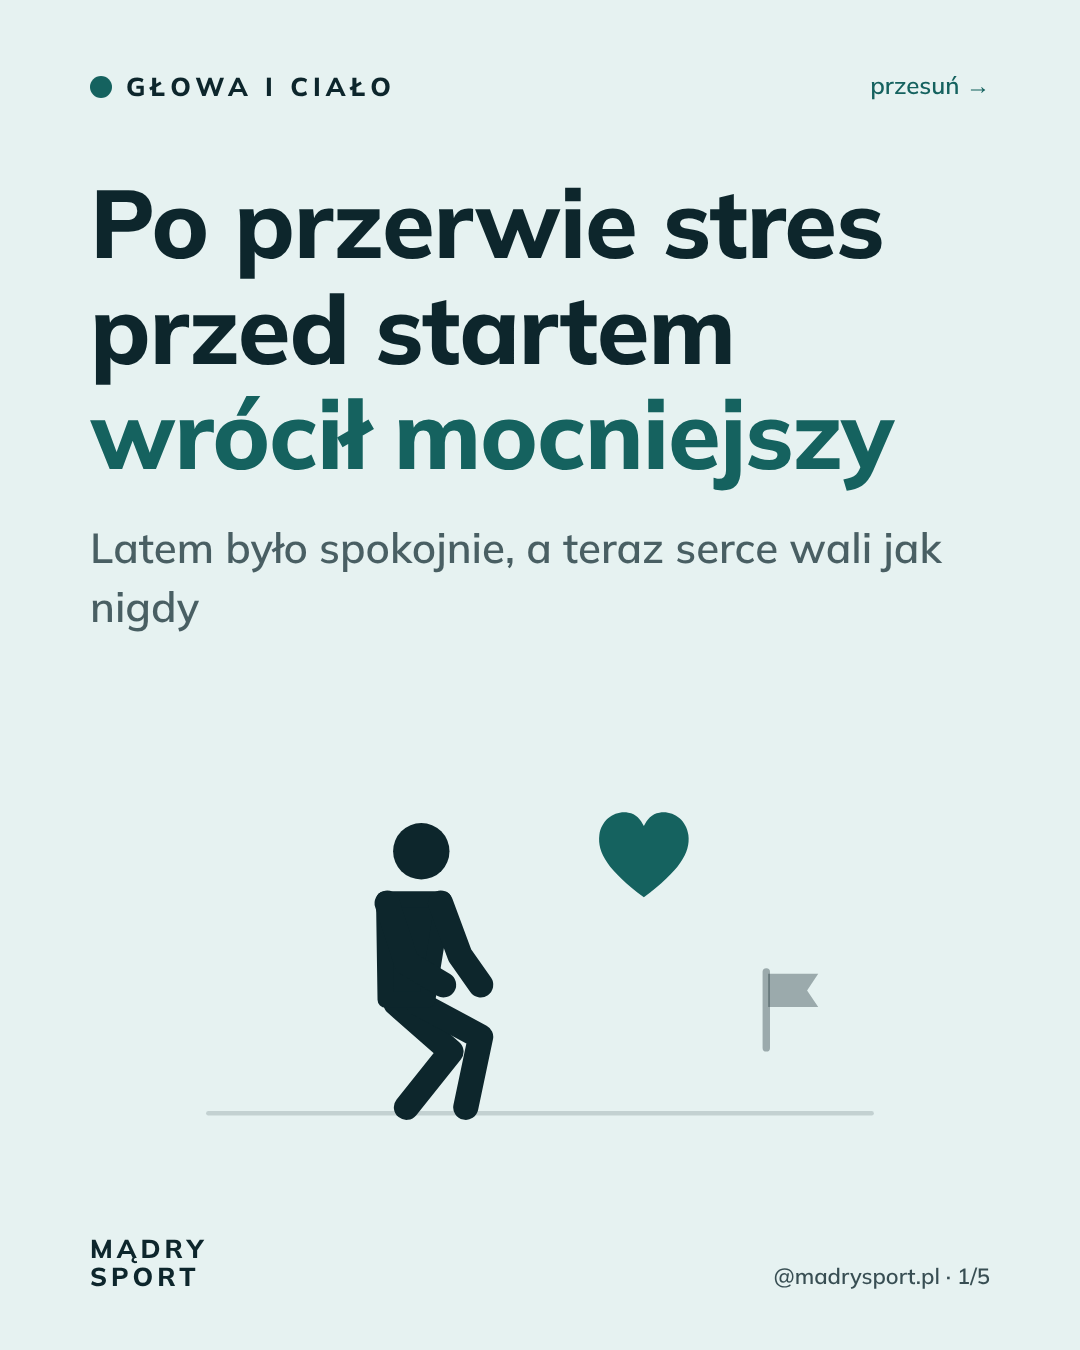 GŁOWA I CIAŁO
przesuń →
Po przerwie stres
przed startem
wrócił mocniejszy
Latem było spokojnie, a teraz serce wali jak
nigdy
MĄDRY
SPORT
@madrysport.pl · 1/5